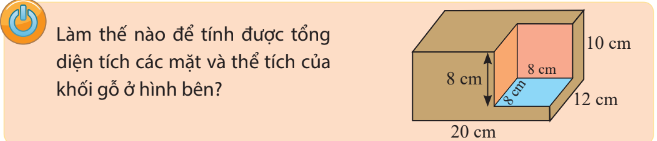 Làm thế nào để tính được tổng
diện tích các mặt và thể tích của
khối gỗ ở hình bên?
10 cm
8 cm
8 cm
8 cm
12 cm
20 cm